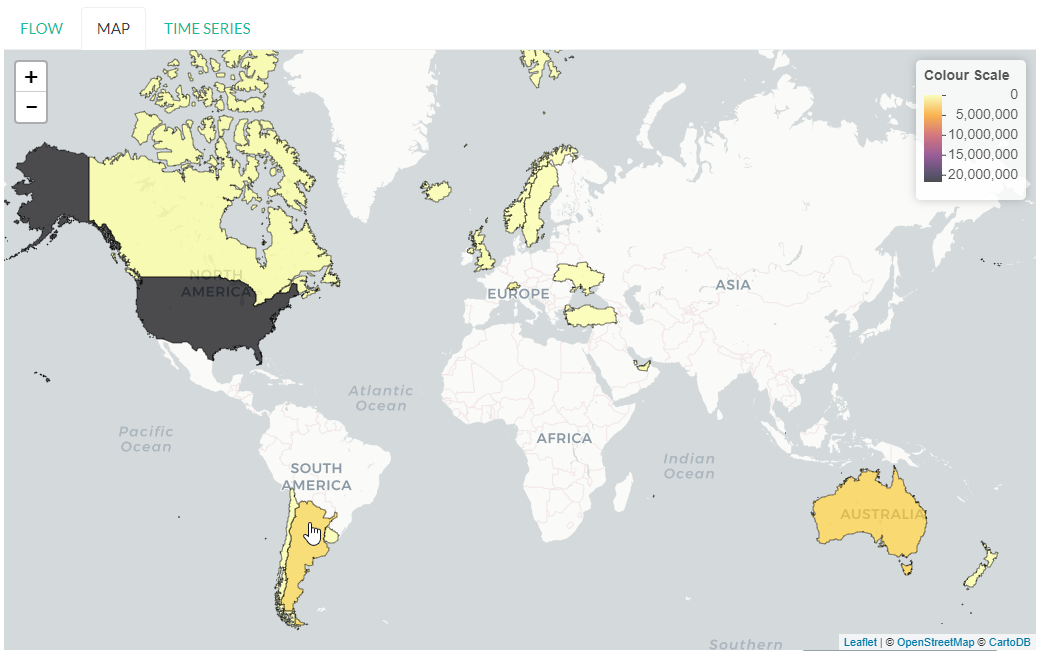 FLOW MAP TIME SERIES
+
−
Colour Scale
0
5,000,000
10,000,000
15,000,000
20,000,000
NORTH
AMERICA
EUROPE
ASIA
Atlantic
Ocean
Pacific
Ocean
AFRICA
Indian
Ocean
SOUTH
AMERICA
AUSTRALIA
Southern
Leaflet | © OpenStreetMap © CartoDB